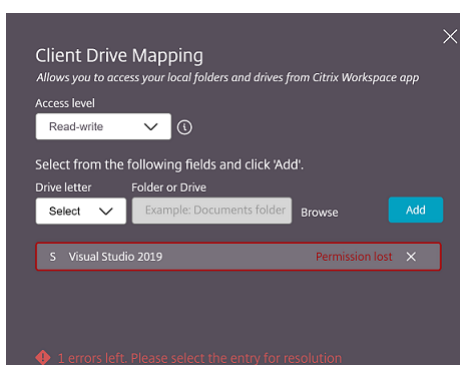 Client Drive Mapping
Allows you to access your local folders and drives from Citrix Workspace app
Access level
Read-write
Select from the following fields and click 'Add'.
Drive letter Folder or Drive
Select Example: Documents folder Browse Add
S Visual Studio 2019 Permission lost
1 errors left. Please select the entry for resolution